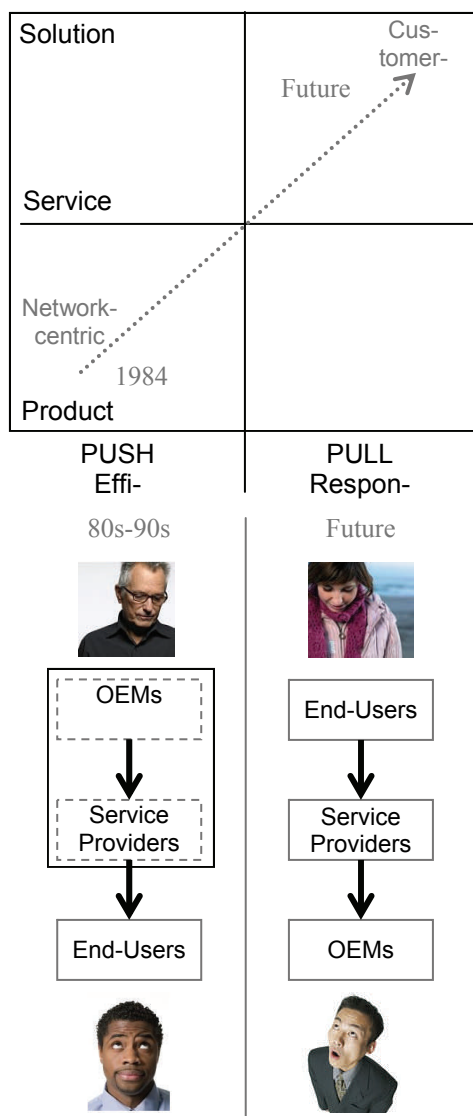 Solution
Cus-
tomer-
Future
Service
Network-
centric
1984
Product
PUSH
Effi-
PULL
Respon-
80s-90s
Future
OEMs
Service
Providers
End-Users
End-Users
Service
Providers
OEMs